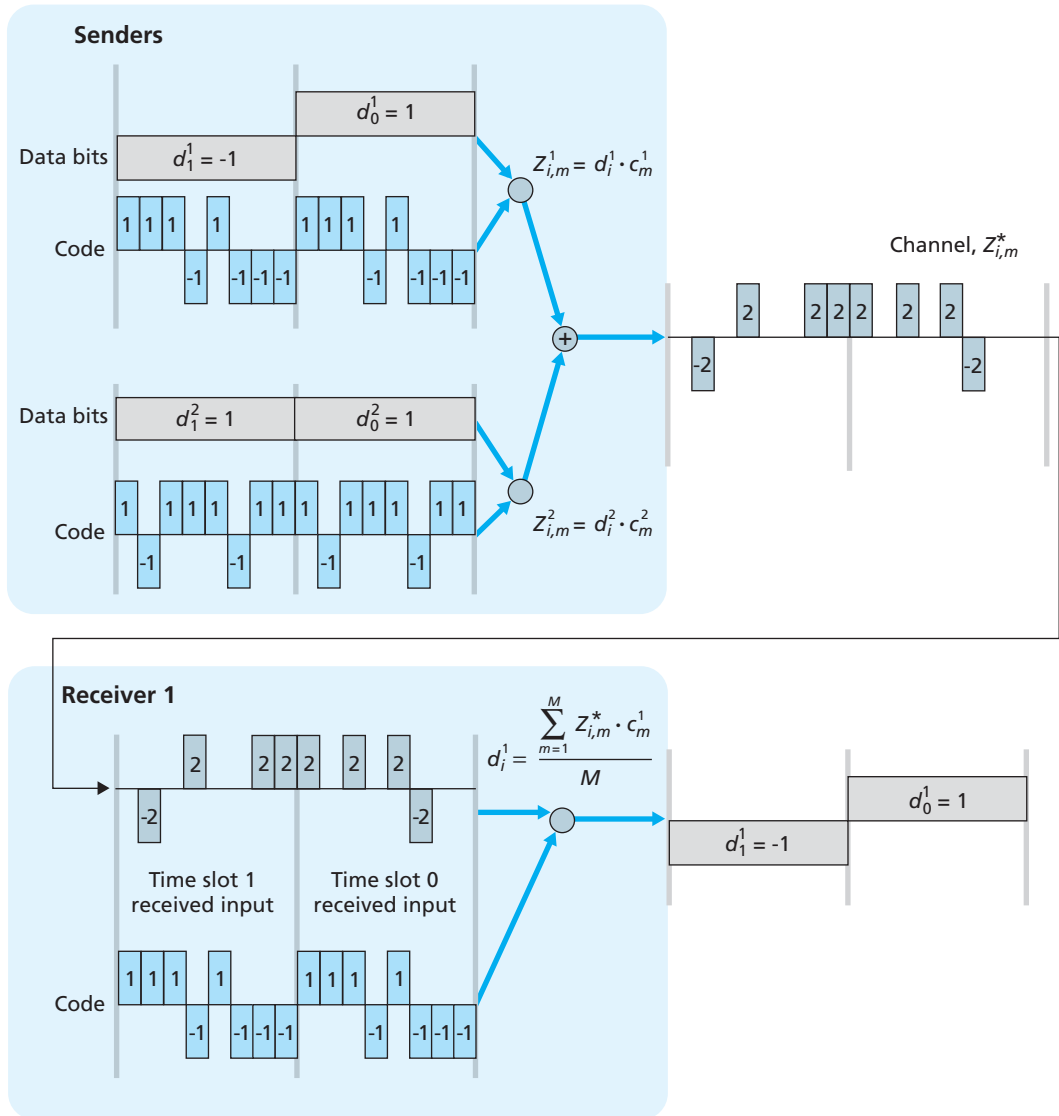 Senders
d_0^1 = 1
Data bits
d_1^1 = -1
Z_{i,m}^1 = d_i^1 · c_m^1
1 1 1 1 1 1 1 1
Code
-1 -1 -1 -1 -1 -1 -1 -1
Channel, Z_{i,m}^*
2 2 2 2 2 2
+
-2 -2
Data bits
d_1^2 = 1 d_0^2 = 1
1 1 1 1 1 1 1 1 1 1 1 1
Code
Z_{i,m}^2 = d_i^2 · c_m^2
-1 -1 -1 -1
Receiver 1
2 2 2 2 2 2
-2 -2
d_i^1 = \frac{\sum_{m=1}^{M} Z_{i,m}^* · c_m^1}{M}
d_0^1 = 1
d_1^1 = -1
Time slot 1
received input
Time slot 0
received input
1 1 1 1 1 1 1 1
Code
-1 -1 -1 -1 -1 -1 -1 -1